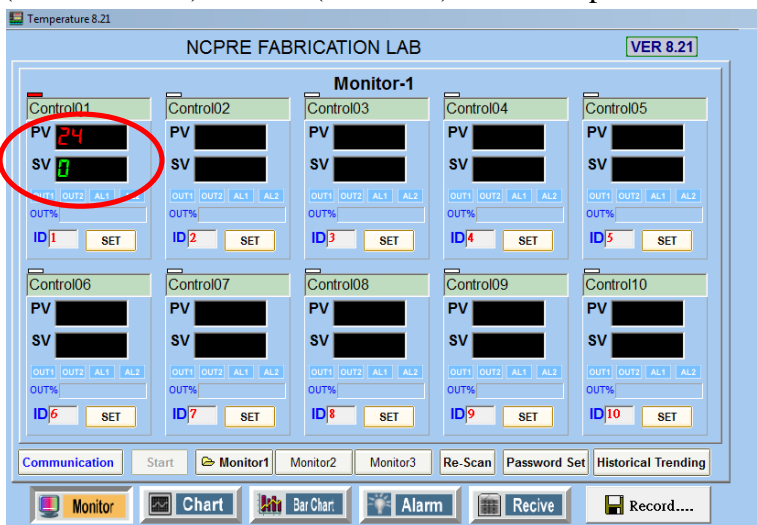 Temperature 8.21
NCPRE FABRICATION LAB VER 8.21
Monitor-1
Control01 Control02 Control03 Control04 Control05
PV 24 PV PV PV PV
SV 0 SV SV SV SV
OUT1 OUT2 AL1 AL2 OUT1 OUT2 AL1 AL2 OUT1 OUT2 AL1 AL2 OUT1 OUT2 AL1 AL2 OUT1 OUT2 AL1 AL2
OUT% OUT% OUT% OUT% OUT%
ID 1 SET ID 2 SET ID 3 SET ID 4 SET ID 5 SET
Control06 Control07 Control08 Control09 Control10
PV PV PV PV PV
SV SV SV SV SV
OUT1 OUT2 AL1 AL2 OUT1 OUT2 AL1 AL2 OUT1 OUT2 AL1 AL2 OUT1 OUT2 AL1 AL2 OUT1 OUT2 AL1 AL2
OUT% OUT% OUT% OUT% OUT%
ID 6 SET ID 7 SET ID 8 SET ID 9 SET ID 10 SET
Communication Start Monitor1 Monitor2 Monitor3 Re-Scan Password Set Historical Trending
Monitor Chart Bar Chart Alarm Recive Record....